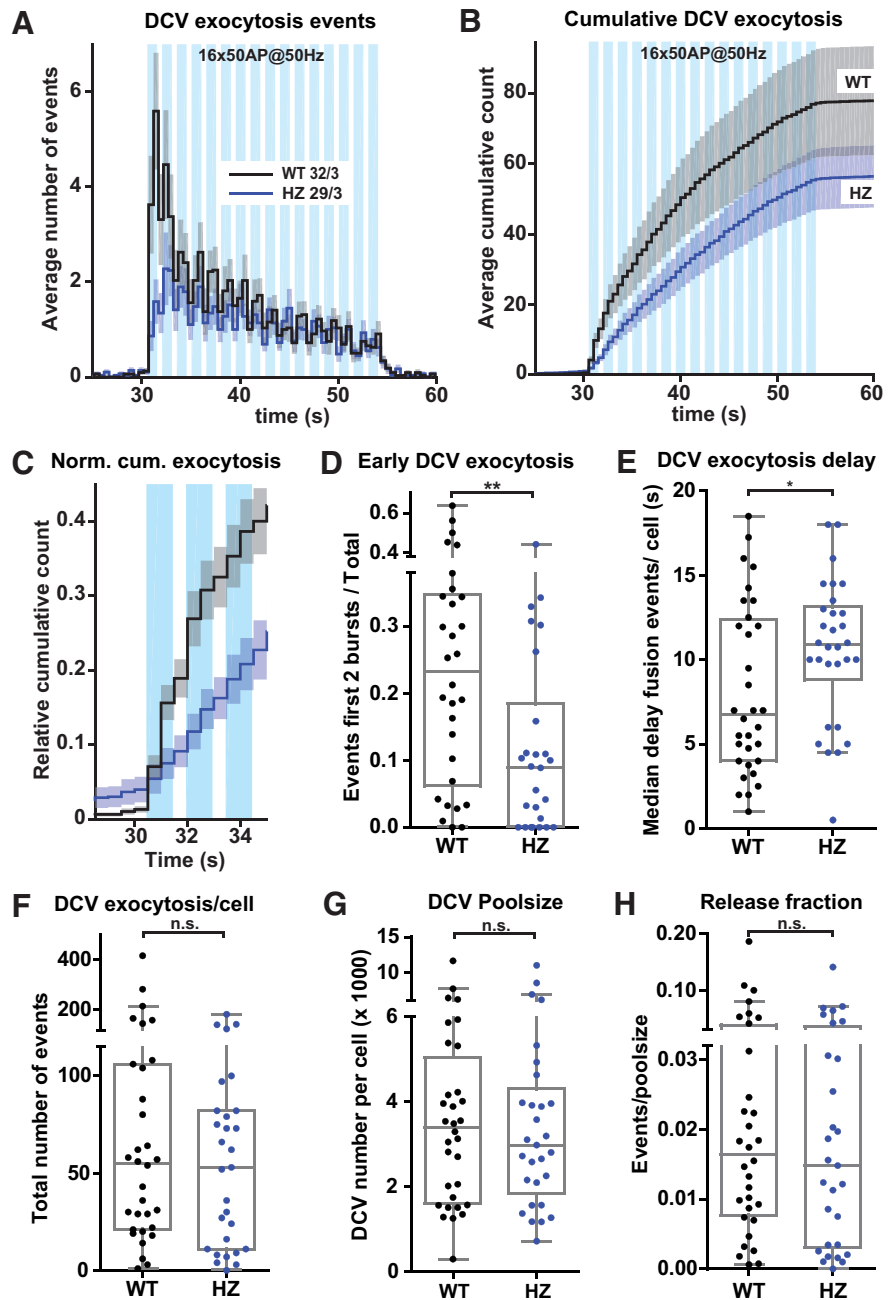 A DCV exocytosis events
16x50AP@50Hz
WT 32/3
HZ 29/3
Average number of events
6
4
2
0
30 40 50 60
time (s)
B Cumulative DCV exocytosis
16x50AP@50Hz
WT
HZ
Average cumulative count
80
60
40
20
0
30 40 50 60
time (s)
C Norm. cum. exocytosis
Relative cumulative count
0.4
0.3
0.2
0.1
0
30 32 34
Time (s)
D Early DCV exocytosis
**
Events first 2 bursts / Total
0.6
0.4
0.3
0.2
0.1
0.0
WT HZ
E DCV exocytosis delay
*
Median delay fusion events/ cell (s)
20
15
10
5
0
WT HZ
F DCV exocytosis/cell
n.s.
Total number of events
400
200
100
50
0
WT HZ
G DCV Poolsize
n.s.
DCV number per cell (x 1000)
15
10
6
4
2
0
WT HZ
H Release fraction
n.s.
Events/poolsize
0.20
0.10
0.03
0.02
0.01
0.00
WT HZ